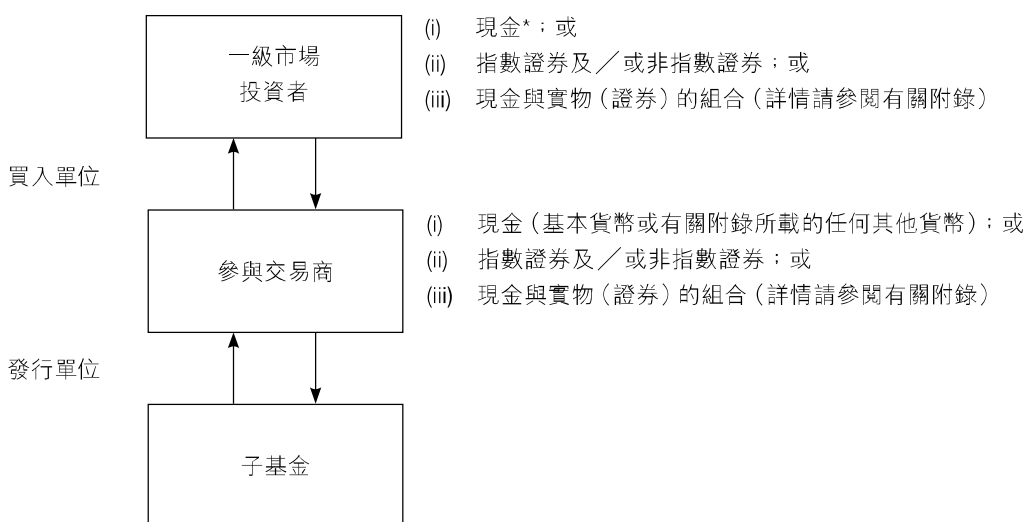 一級市場
投資者
(i) 現金*；或
(ii) 指數證券及／或非指數證券；或
(iii) 現金與實物（證券）的組合（詳情請參閱有關附錄）
買入單位
參與交易商
(i) 現金（基本貨幣或有關附錄所載的任何其他貨幣）；或
(ii) 指數證券及／或非指數證券；或
(iii) 現金與實物（證券）的組合（詳情請參閱有關附錄）
發行單位
子基金